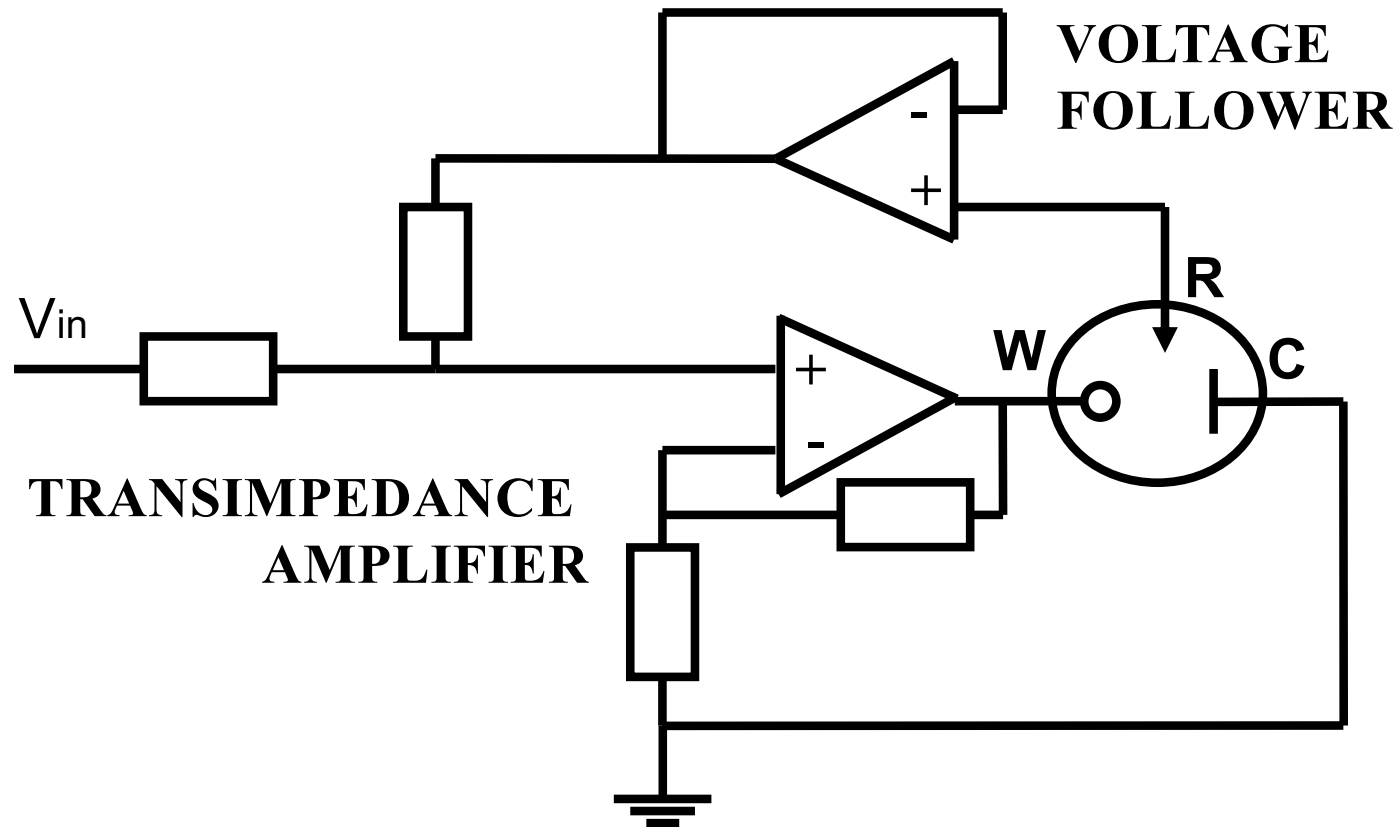 VOLTAGE
FOLLOWER
-
+
R
Vin
W
C
+
-
TRANSIMPEDANCE
AMPLIFIER